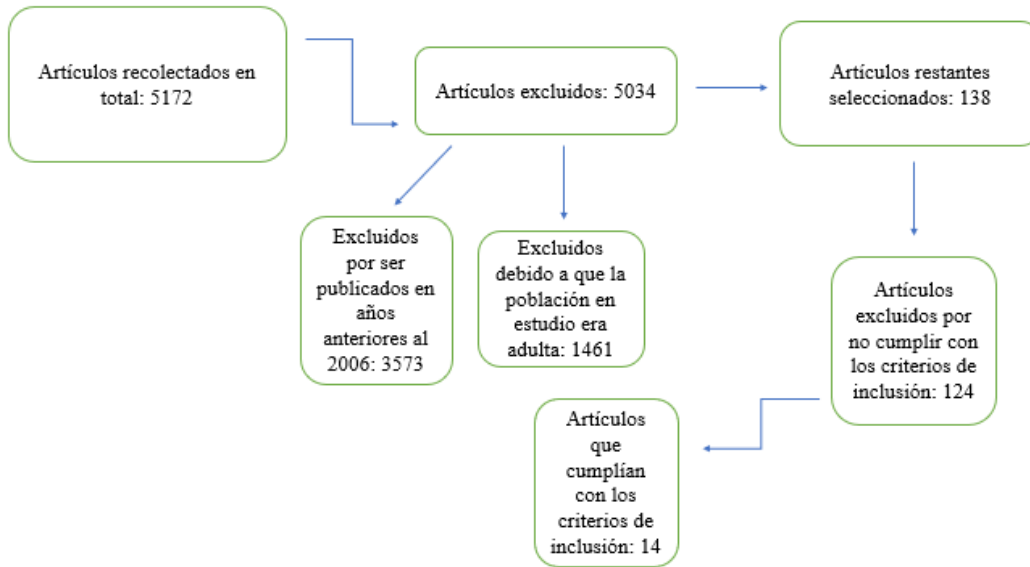 Artículos recolectados en
total: 5172
Artículos excluidos: 5034
Artículos restantes
seleccionados: 138
Excluidos
por ser
publicados en
años
anteriores al
2006: 3573
Excluidos
debido a que la
población en
estudio era
adulta: 1461
Artículos
excluidos por
no cumplir con
los criterios de
inclusión: 124
Artículos
que
cumplían
con los
criterios de
inclusión: 14